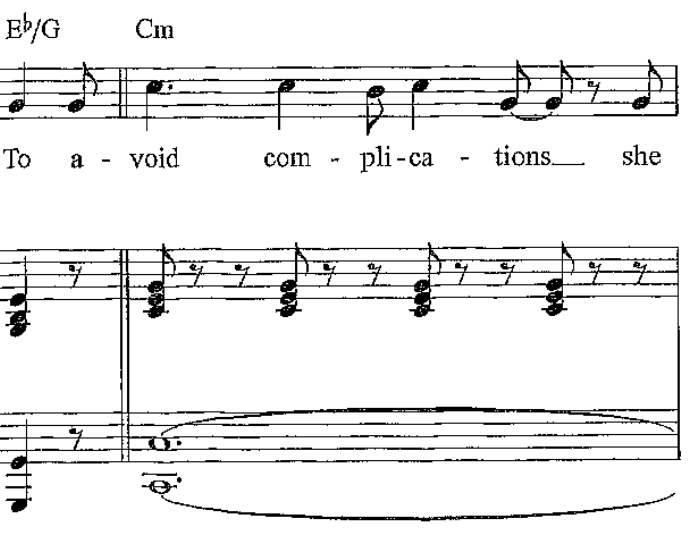 E♭/G Cm
To a - void com - pli - ca - tions she